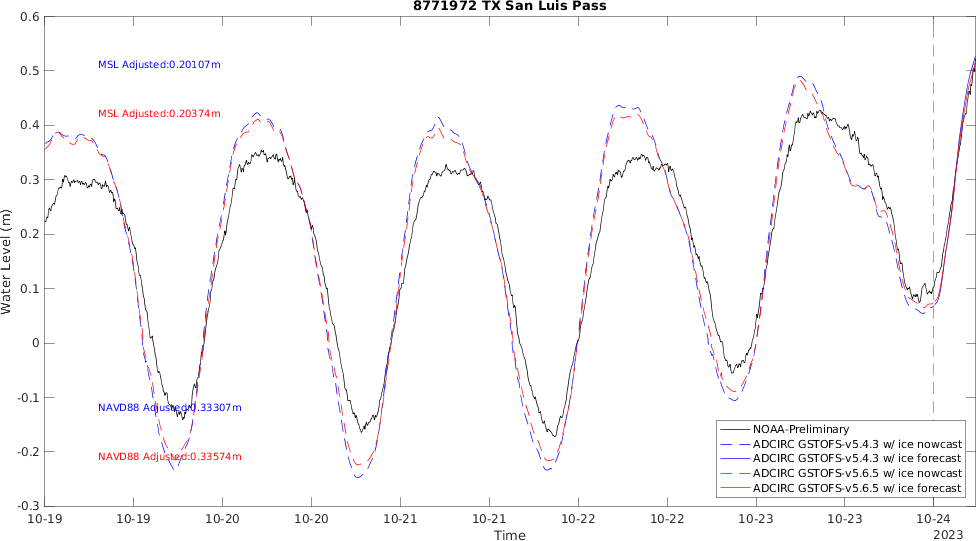 8771972 TX San Luis Pass
0.6
0.5
0.4
0.3
0.2
0.1
0
-0.1
-0.2
-0.3
Water Level (m)
MSL Adjusted:0.20107m
MSL Adjusted:0.20374m
NAVD88 Adjusted:0.33307m
NAVD88 Adjusted:0.33574m
NOAA-Preliminary
ADCIRC GSTOFS-v5.4.3 w/ ice nowcast
ADCIRC GSTOFS-v5.4.3 w/ ice forecast
ADCIRC GSTOFS-v5.6.5 w/ ice nowcast
ADCIRC GSTOFS-v5.6.5 w/ ice forecast
10-19 10-19 10-20 10-20 10-21 10-21 10-22 10-22 10-23 10-23 10-24
Time
2023